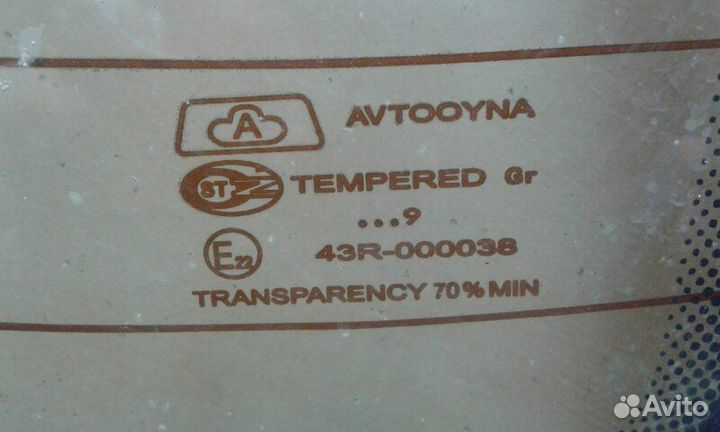 A AVTOOYNA
ST TEMPERED Gr
...9
E22 43R-000038
TRANSPARENCY 70% MIN
Avito